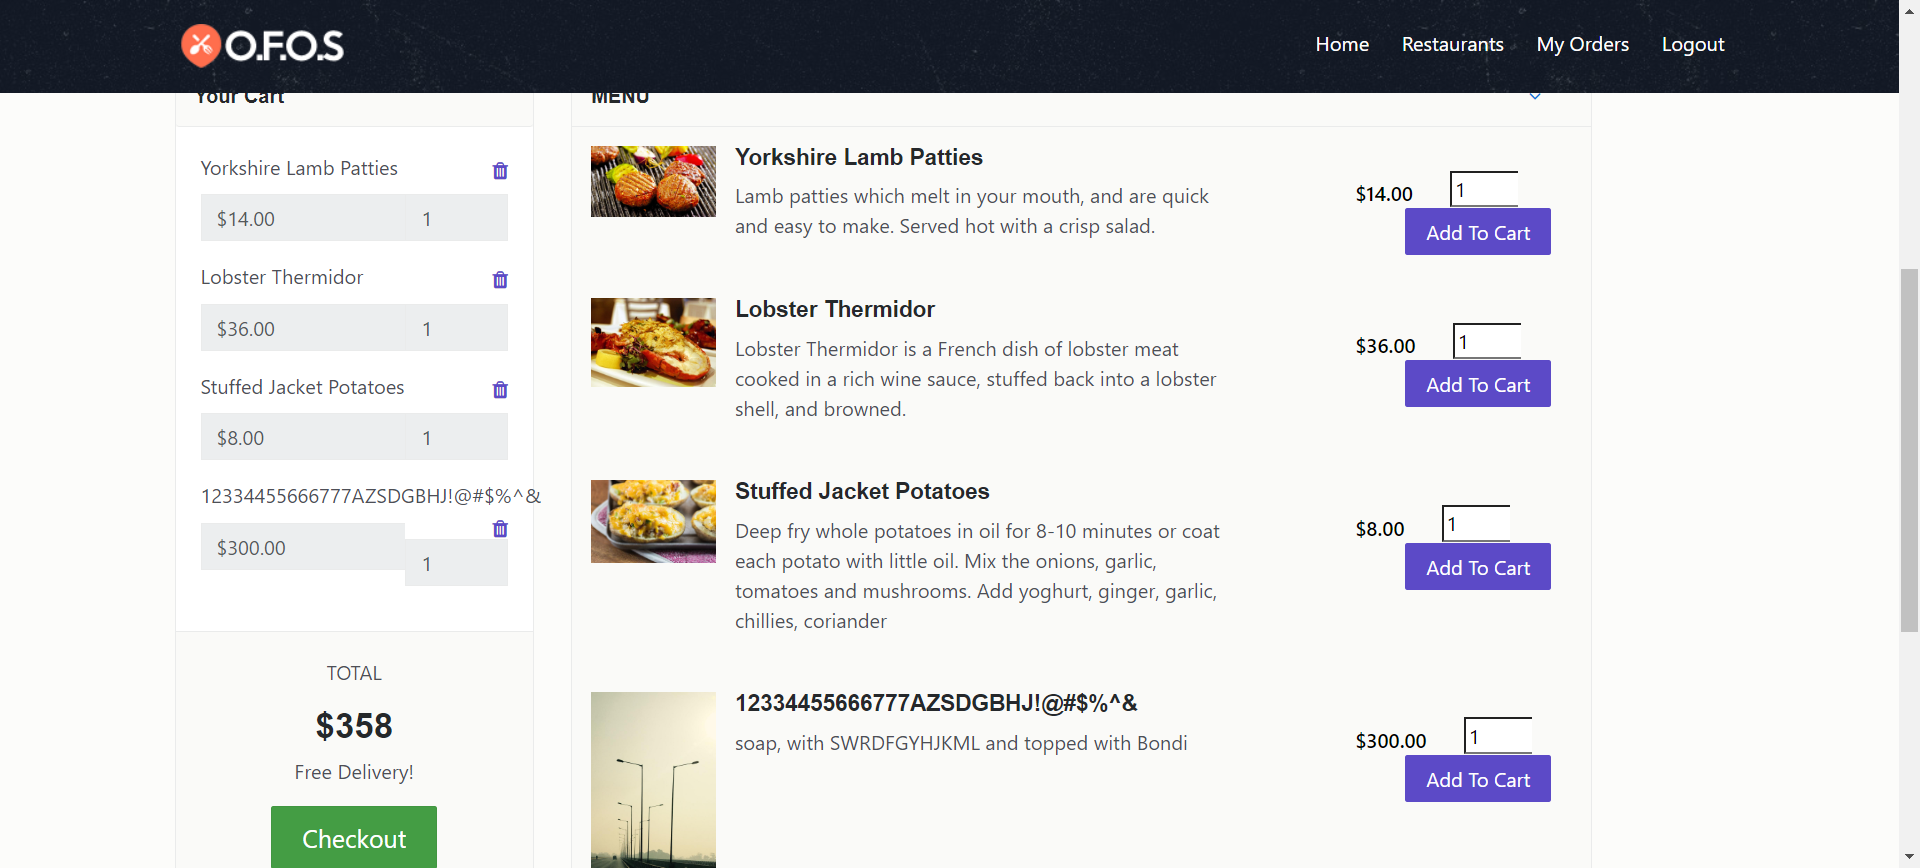 O.F.O.S
Home Restaurants My Orders Logout
Your Cart
Yorkshire Lamb Patties
$14.00 1
Lobster Thermidor
$36.00 1
Stuffed Jacket Potatoes
$8.00 1
12334455666777AZSDGBHJ!@#$%^&
$300.00
1
TOTAL
$358
Free Delivery!
Checkout
MENU
Yorkshire Lamb Patties
Lamb patties which melt in your mouth, and are quick
and easy to make. Served hot with a crisp salad.
$14.00 1
Add To Cart
Lobster Thermidor
Lobster Thermidor is a French dish of lobster meat
cooked in a rich wine sauce, stuffed back into a lobster
shell, and browned.
$36.00 1
Add To Cart
Stuffed Jacket Potatoes
Deep fry whole potatoes in oil for 8-10 minutes or coat
each potato with little oil. Mix the onions, garlic,
tomatoes and mushrooms. Add yoghurt, ginger, garlic,
chillies, coriander
$8.00 1
Add To Cart
12334455666777AZSDGBHJ!@#$%^&
soap, with SWRDFGYHJKML and topped with Bondi
$300.00 1
Add To Cart